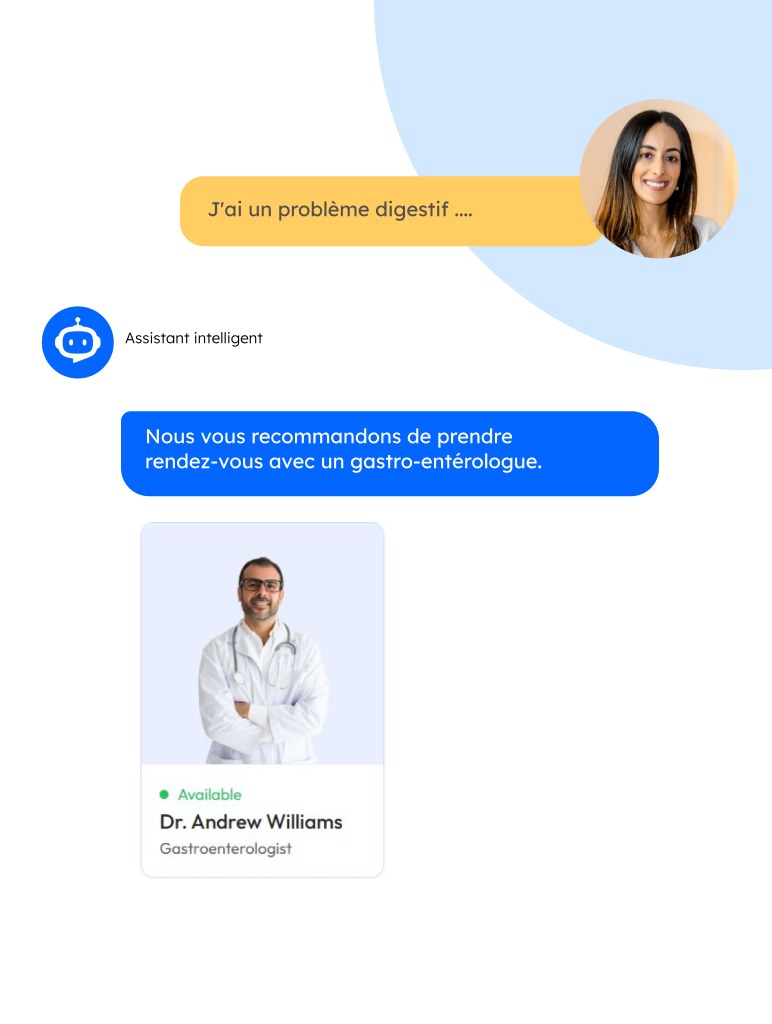 J'ai un problème digestif ....
Assistant intelligent
Nous vous recommandons de prendre
rendez-vous avec un gastro-entérologue.
Available
Dr. Andrew Williams
Gastroenterologist